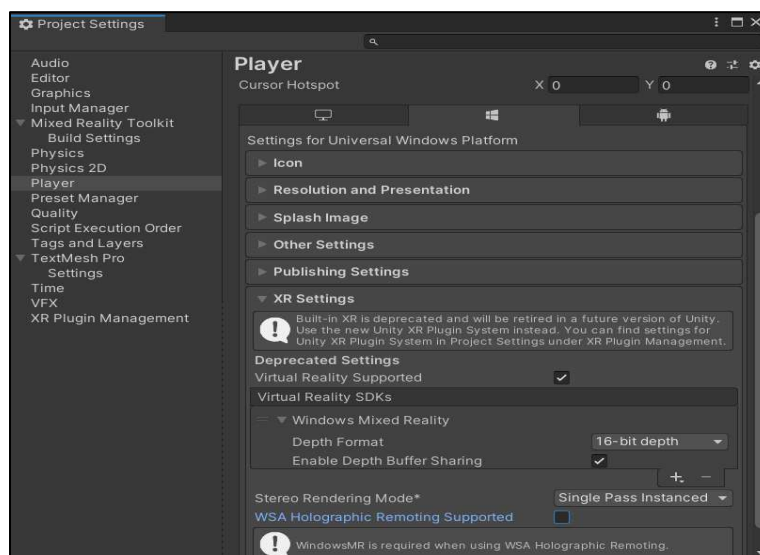 Project Settings
Audio
Editor
Graphics
Input Manager
Mixed Reality Toolkit
Build Settings
Physics
Physics 2D
Player
Preset Manager
Quality
Script Execution Order
Tags and Layers
TextMesh Pro
Settings
Time
VFX
XR Plugin Management
Player
Cursor Hotspot X 0 Y 0
Settings for Universal Windows Platform
Icon
Resolution and Presentation
Splash Image
Other Settings
Publishing Settings
XR Settings
Built-in XR is deprecated and will be retired in a future version of Unity.
Use the new Unity XR Plugin System instead. You can find settings for
Unity XR Plugin System in Project Settings under XR Plugin Management.
Deprecated Settings
Virtual Reality Supported
Virtual Reality SDKs
Windows Mixed Reality
Depth Format 16-bit depth
Enable Depth Buffer Sharing
Stereo Rendering Mode* Single Pass Instanced
WSA Holographic Remoting Supported
WindowsMR is required when using WSA Holographic Remoting.